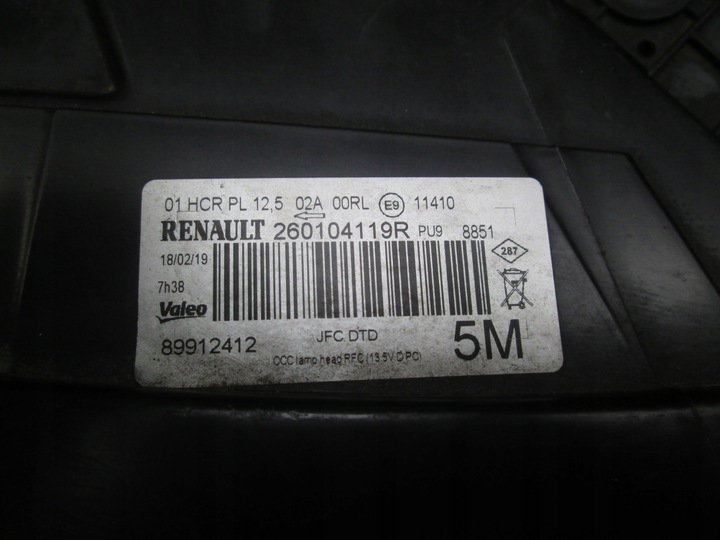 01 HCR PL 12,5 02A 00RL E9 11410
RENAULT 260104119R PU9 8851
18/02/19
7h38
Valeo
89912412
JFC DTD
CCC lamp head RFC (13.5V C/PC)
5M
287